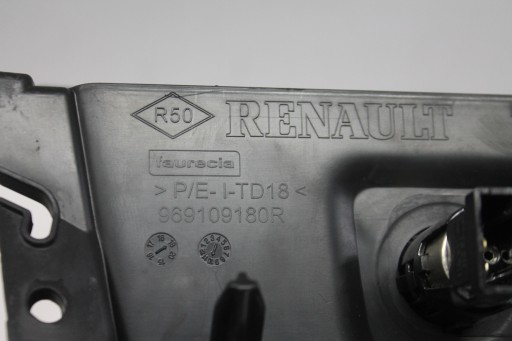 R50 RENAULT
faurecia
> P/E- I-TD18 <
969109180R